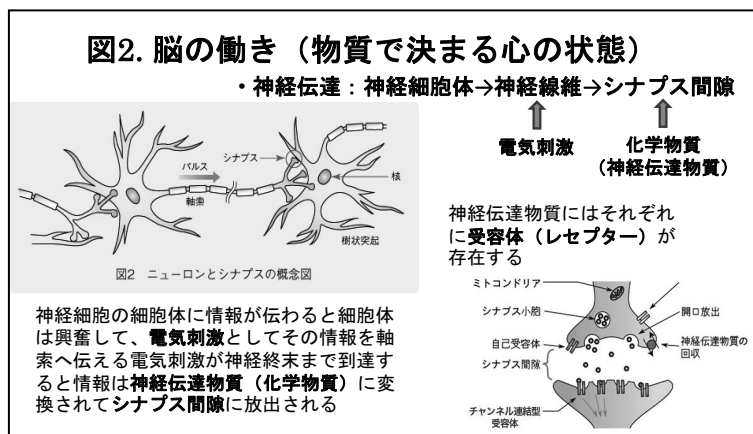 図2. 脳の働き（物質で決まる心の状態）
・神経伝達：神経細胞体→神経線維→シナプス間隙
電気刺激
化学物質
（神経伝達物質）
シナプス
パルス
核
軸索
樹状突起
図2 ニューロンとシナプスの概念図
神経細胞の細胞体に情報が伝わると細胞体
は興奮して、電気刺激としてその情報を軸
索へ伝える電気刺激が神経終末まで到達す
ると情報は神経伝達物質（化学物質）に変
換されてシナプス間隙に放出される
神経伝達物質にはそれぞれ
に受容体（レセプター）が
存在する
ミトコンドリア
シナプス小胞
開口放出
自己受容体
神経伝達物質の
回収
シナプス間隙
チャンネル連結型
受容体